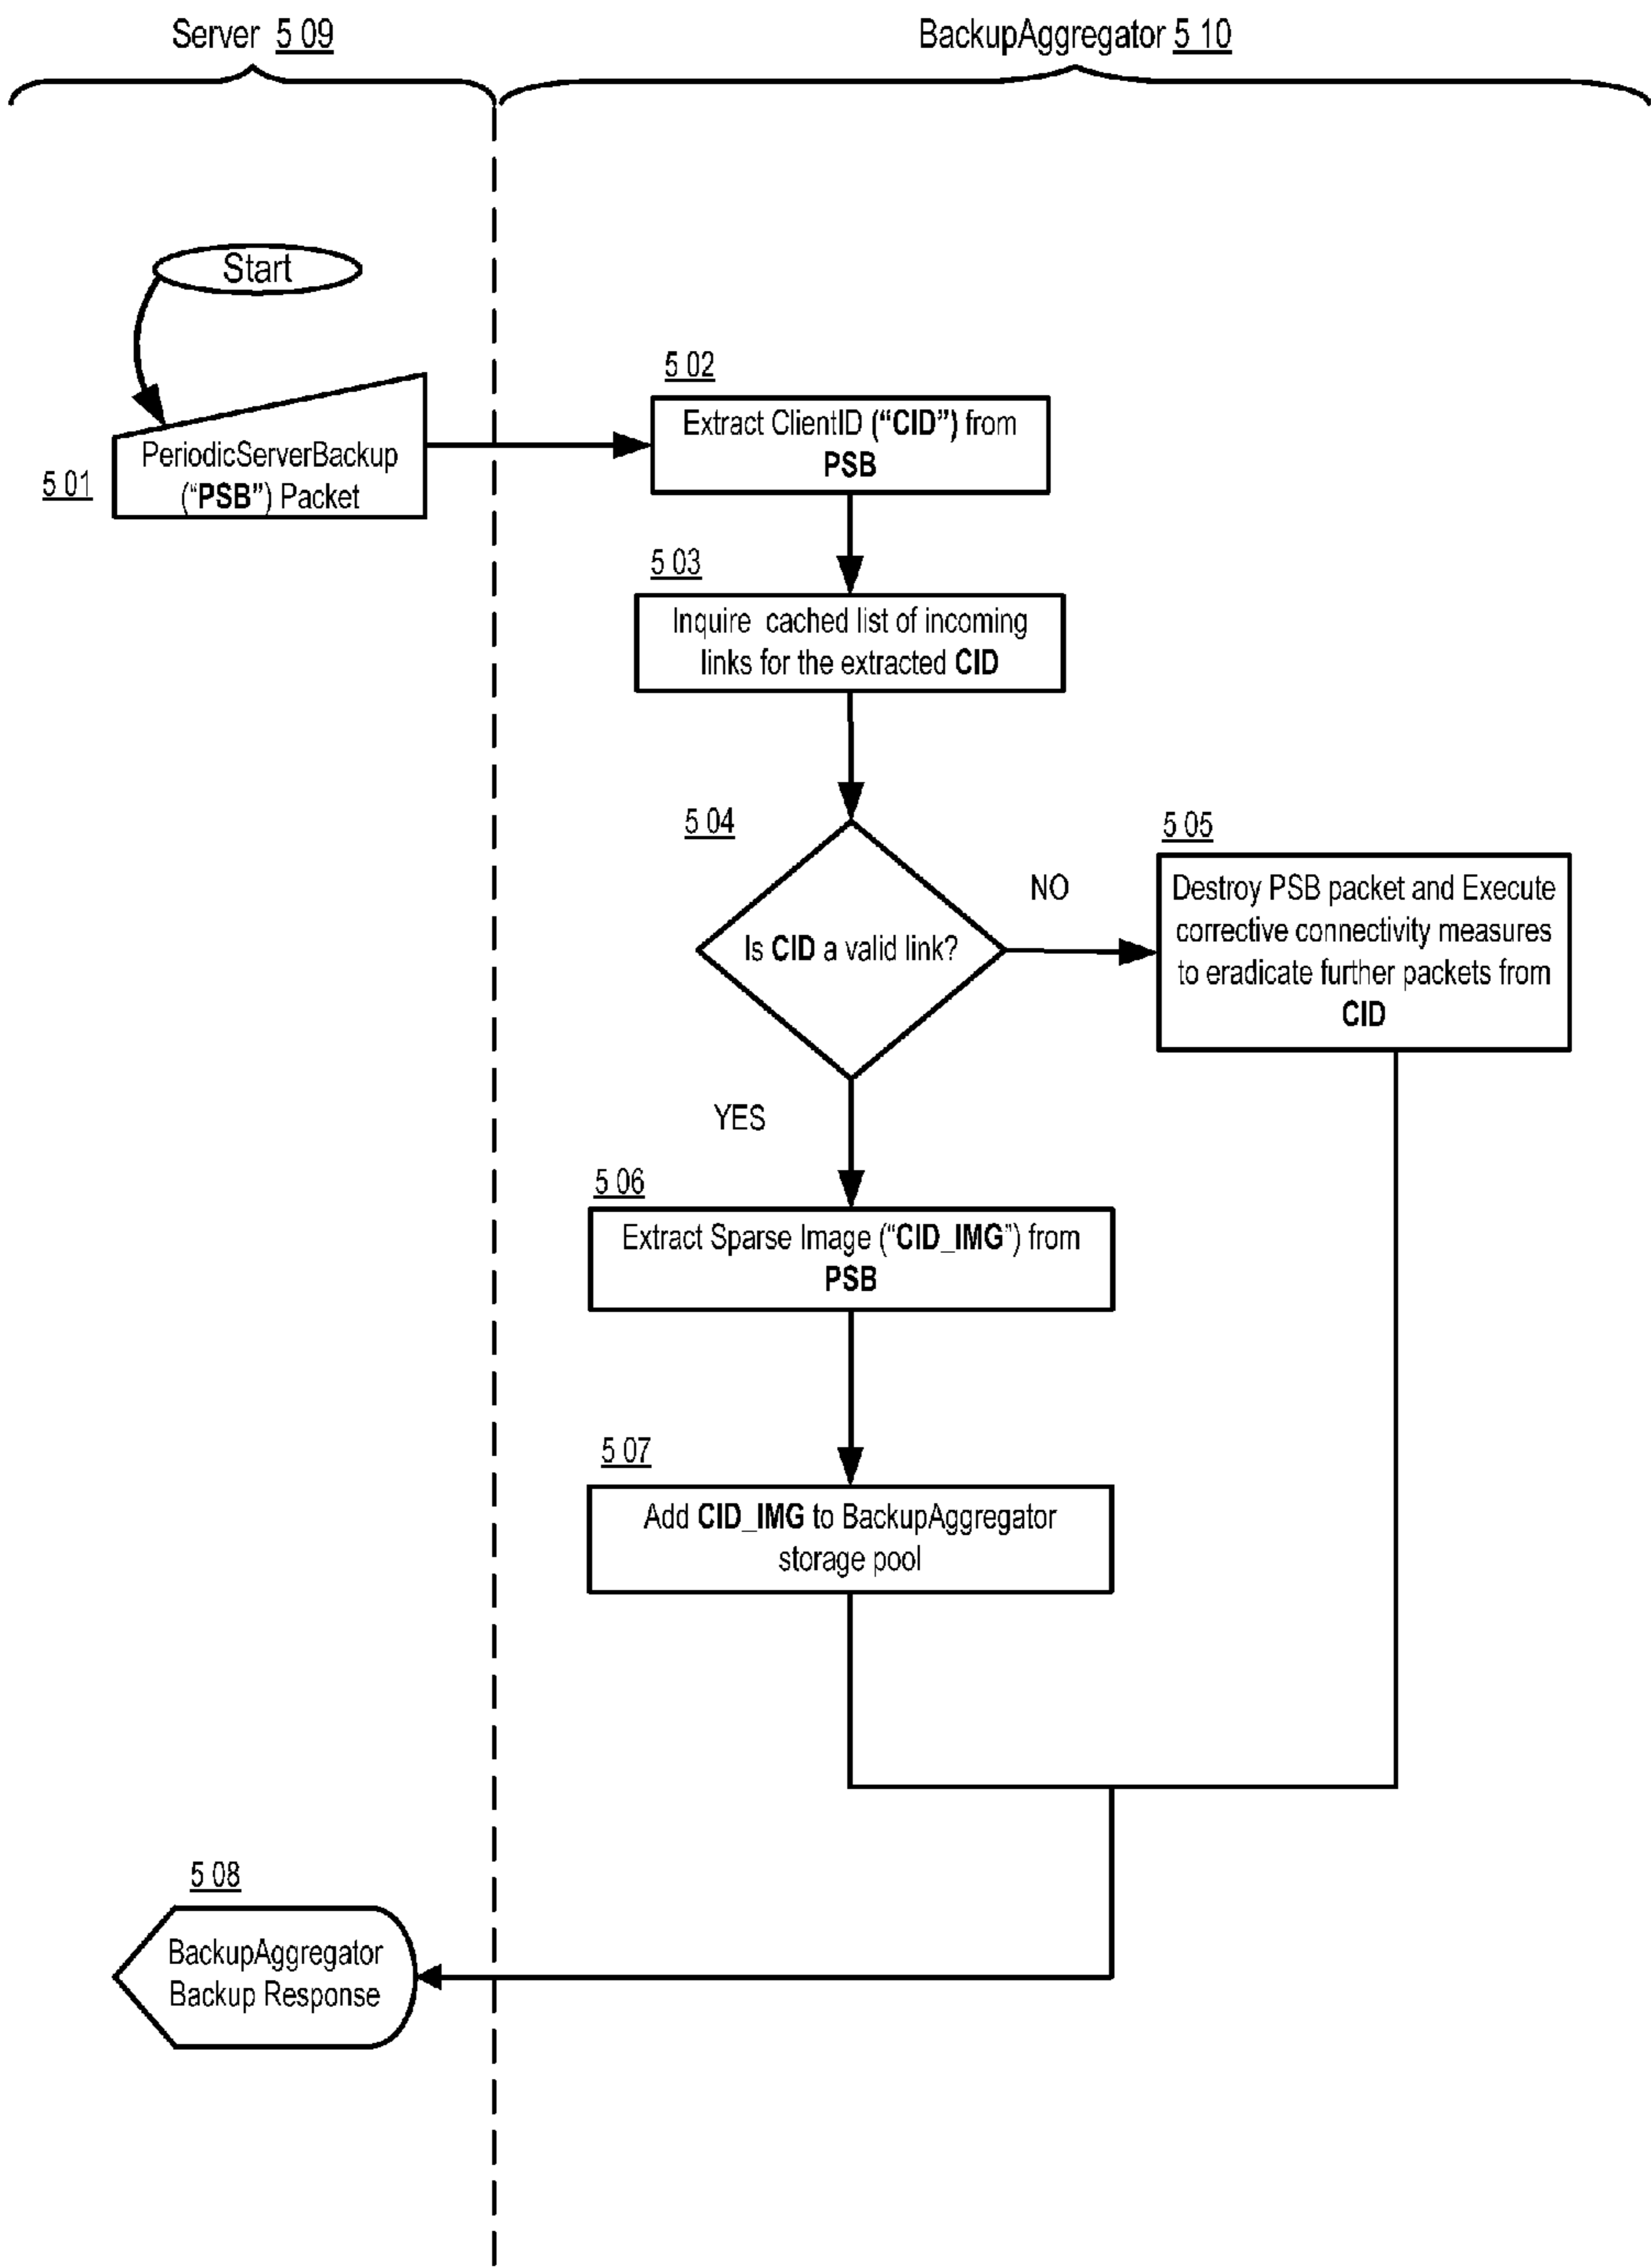 Server 5 09
BackupAggregator 5 10
Start
5 01
PeriodicServerBackup
(“PSB”) Packet
5 02
Extract ClientID (“CID”) from
PSB
5 03
Inquire cached list of incoming
links for the extracted CID
5 04
Is CID a valid link?
NO
5 05
Destroy PSB packet and Execute
corrective connectivity measures
to eradicate further packets from
CID
YES
5 06
Extract Sparse Image (“CID_IMG”) from
PSB
5 07
Add CID_IMG to BackupAggregator
storage pool
5 08
BackupAggregator
Backup Response